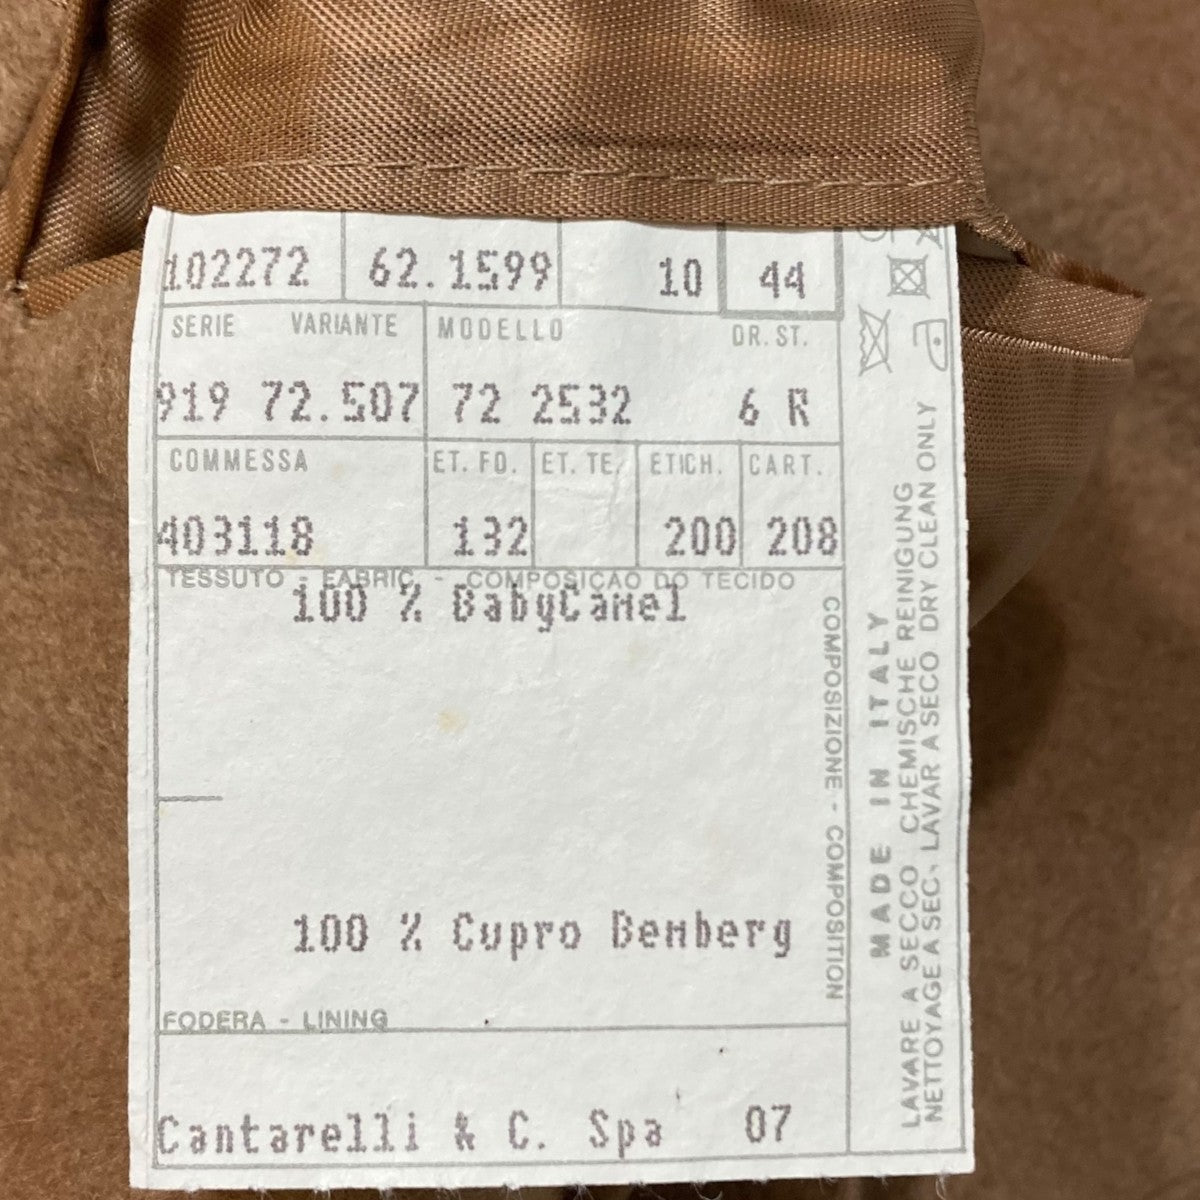 102272 62.1599 10 44
SERIE VARIANTE MODELLO DR. ST.
919 72.507 72 2532 6 R
COMMESSA ET. FO. ET. TE. ETICH. CART.
403118 132 200 208
TESSUTO - FABRIC - COMPOSICAO DO TECIDO
100 % BabyCamel
100 % Cupro Bemberg
FODERA - LINING
Cantarelli & C. Spa 07
COMPOSIZIONE - COMPOSITION
MADE IN ITALY
LAVARE A SECCO CHEMISCHE REINIGUNG
NETTOYAGE A SEC, LAVAR A SECO DRY CLEAN ONLY